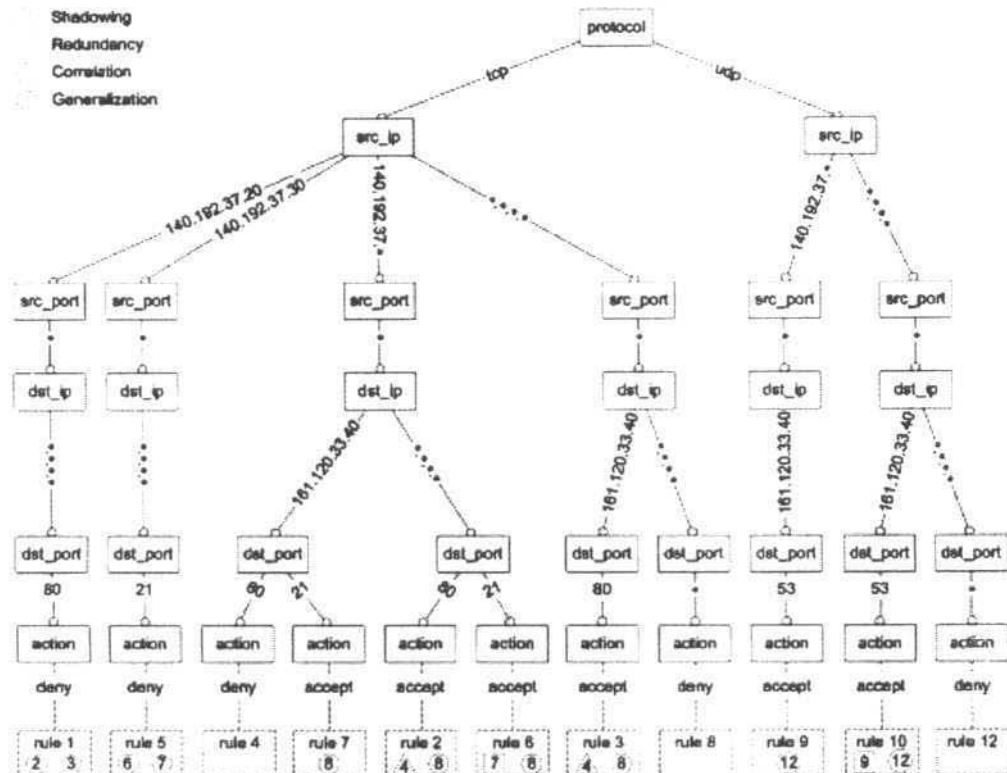 Shadowing
Redundancy
Correlation
Generalization
protocol
tcp
udp
src_ip
src_ip
140.192.37.20
140.192.37.30
140.192.37.*
*.*.*.*
140.192.37.*
*.*.*.*
src_port
src_port
src_port
src_port
src_port
src_port
* * * * * *
dst_ip
dst_ip
dst_ip
dst_ip
dst_ip
dst_ip
*.*.*.*
*.*.*.*
161.120.33.40
*.*.*.*
161.120.33.40
*.*.*.*
161.120.33.40
161.120.33.40
*.*.*.*
dst_port
dst_port
dst_port
dst_port
dst_port
dst_port
dst_port
dst_port
dst_port
80
21
80
21
80
21
80
*
53
53
*
action
action
action
action
action
action
action
action
action
action
action
deny
deny
deny
accept
accept
accept
accept
deny
accept
accept
deny
rule 1
rule 5
rule 4
rule 7
rule 2
rule 6
rule 3
rule 8
rule 9
rule 10
rule 12
2 3
6 7
8
4 8
7 8
4 8
12
9 12